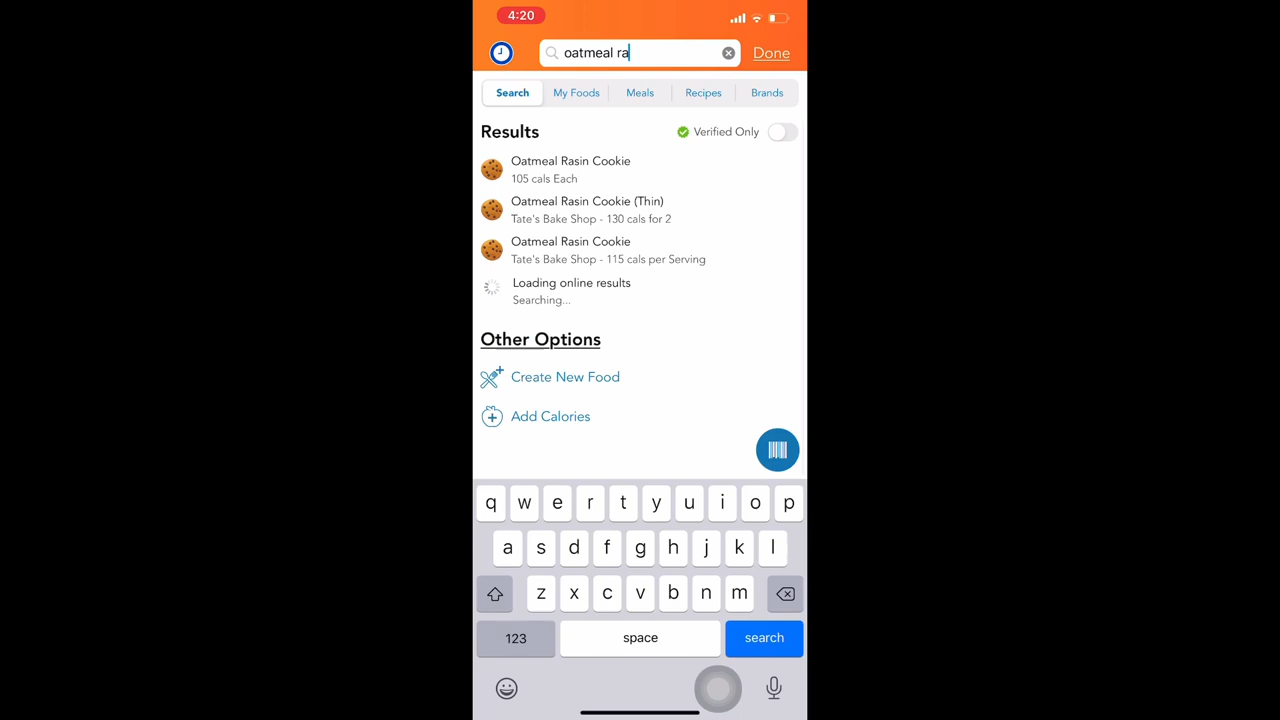 4:20
oatmeal ra
Done
Search
My Foods
Meals
Recipes
Brands
Results
Verified Only
Oatmeal Rasin Cookie
105 cals Each
Oatmeal Rasin Cookie (Thin)
Tate's Bake Shop - 130 cals for 2
Oatmeal Rasin Cookie
Tate's Bake Shop - 115 cals per Serving
Loading online results
Searching...
Other Options
Create New Food
Add Calories
q w e r t y u i o p
a s d f g h j k l
z x c v b n m
123
space
search